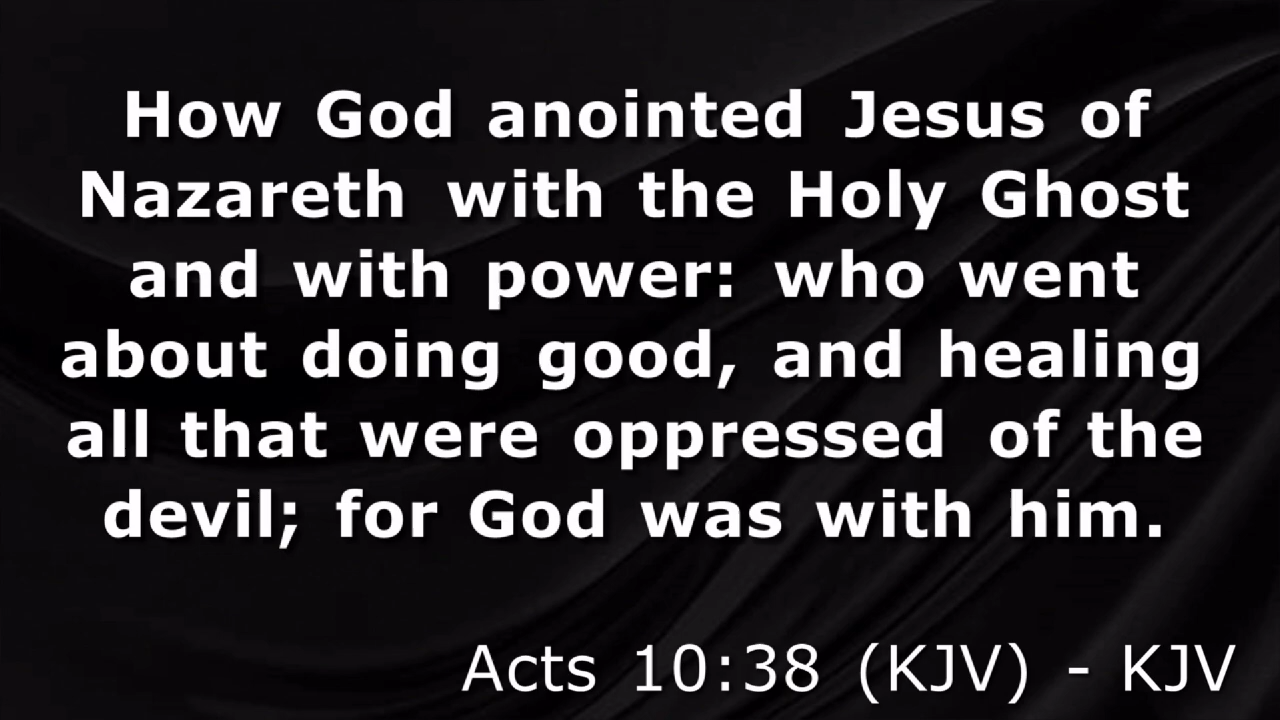 How God anointed Jesus of
Nazareth with the Holy Ghost
and with power: who went
about doing good, and healing
all that were oppressed of the
devil; for God was with him.
Acts 10:38 (KJV) - KJV